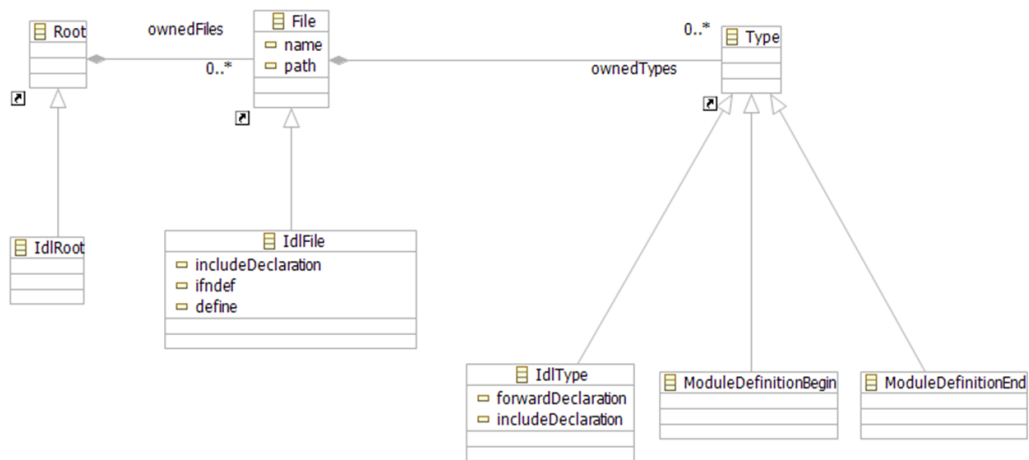 Root
ownedFiles
0..*
File
name
path
0..*
ownedTypes
Type
IdlRoot
IdlFile
includeDeclaration
ifndef
define
IdlType
forwardDeclaration
includeDeclaration
ModuleDefinitionBegin
ModuleDefinitionEnd